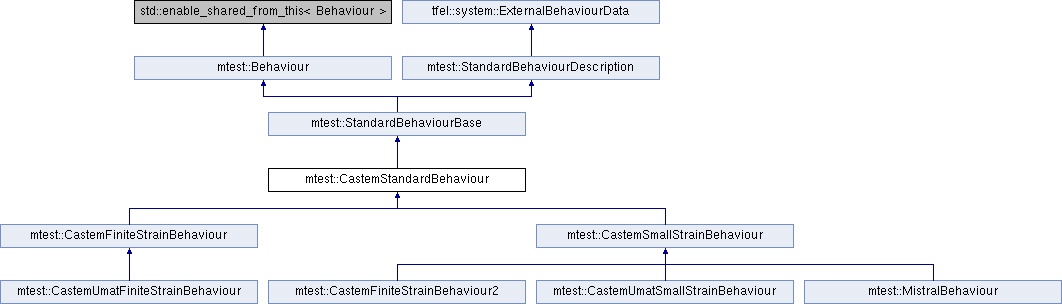 std::enable_shared_from_this< Behaviour >
tfel::system::ExternalBehaviourData
mtest::Behaviour
mtest::StandardBehaviourDescription
mtest::StandardBehaviourBase
mtest::CastemStandardBehaviour
mtest::CastemFiniteStrainBehaviour
mtest::CastemSmallStrainBehaviour
mtest::CastemUmatFiniteStrainBehaviour
mtest::CastemFiniteStrainBehaviour2
mtest::CastemUmatSmallStrainBehaviour
mtest::MistralBehaviour